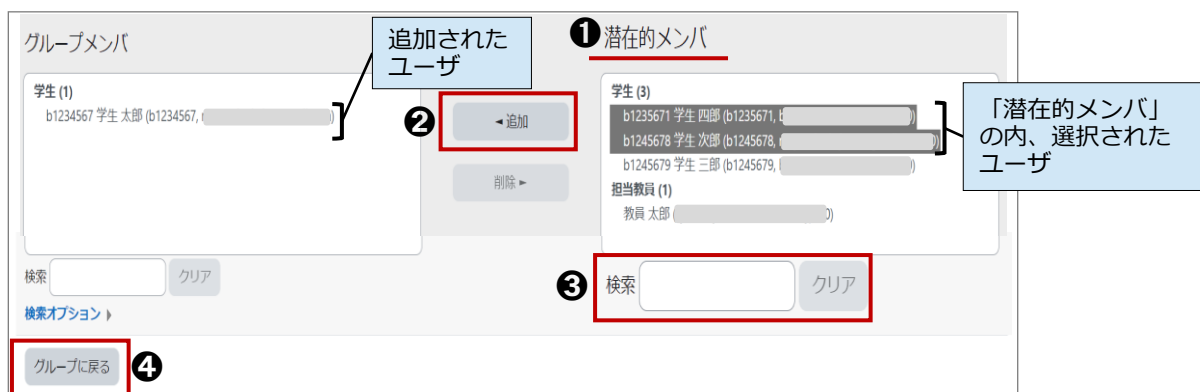 グループメンバ
追加された
ユーザ
❶潜在的メンバ
学生 (1)
b1234567 学生 太郎 (b1234567,
❷
◄追加
削除►
学生 (3)
b1235671 学生 四郎 (b1235671,
b1245678 学生 次郎 (b1245678,
b1245679 学生 三郎 (b1245679,
担当教員 (1)
教員 太郎 (
「潜在的メンバ」
の内、選択された
ユーザ
検索
クリア
検索オプション
❸
検索
クリア
グループに戻る
❹